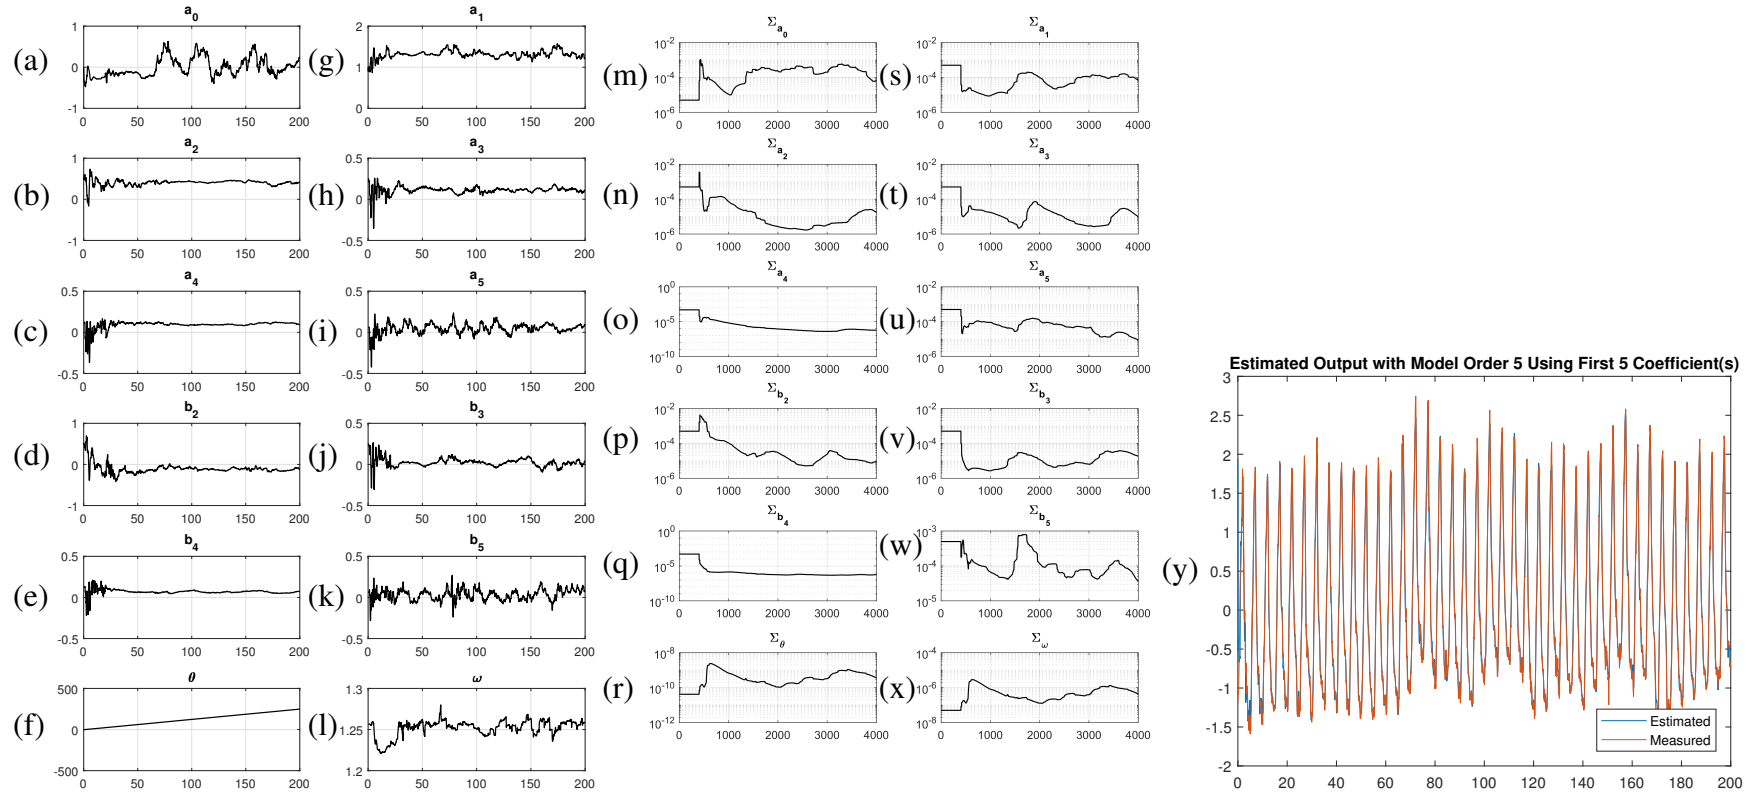 a0
(a)
1
0
-1
0 50 100 150 200
a1
(g)
2
1
0
0 50 100 150 200
a2
(b)
1
0
-1
0 50 100 150 200
a3
(h)
0.5
0
-0.5
0 50 100 150 200
a4
(c)
0.5
0
-0.5
0 50 100 150 200
a5
(i)
0.5
0
-0.5
0 50 100 150 200
b2
(d)
1
0
-1
0 50 100 150 200
b3
(j)
0.5
0
-0.5
0 50 100 150 200
b4
(e)
0.5
0
-0.5
0 50 100 150 200
b5
(k)
0.5
0
-0.5
0 50 100 150 200
θ
(f)
500
0
-500
0 50 100 150 200
ω
(l)
1.3
1.25
1.2
0 50 100 150 200
Σa0
(m)
10^-2
10^-4
10^-6
0 1000 2000 3000 4000
Σa1
(s)
10^-2
10^-4
10^-6
0 1000 2000 3000 4000
Σa2
(n)
10^-2
10^-4
10^-6
0 1000 2000 3000 4000
Σa3
(t)
10^-2
10^-4
10^-6
0 1000 2000 3000 4000
Σa4
(o)
10^0
10^-5
10^-10
0 1000 2000 3000 4000
Σa5
(u)
10^-2
10^-4
10^-6
0 1000 2000 3000 4000
Σb2
(p)
10^-2
10^-4
10^-6
0 1000 2000 3000 4000
Σb3
(v)
10^-2
10^-4
10^-6
0 1000 2000 3000 4000
Σb4
(q)
10^0
10^-5
10^-10
0 1000 2000 3000 4000
Σb5
(w)
10^-3
10^-4
10^-5
0 1000 2000 3000 4000
Σθ
(r)
10^-8
10^-10
10^-12
0 1000 2000 3000 4000
Σω
(x)
10^-4
10^-6
10^-8
0 1000 2000 3000 4000
Estimated Output with Model Order 5 Using First 5 Coefficient(s)
(y)
3
2.5
2
1.5
1
0.5
0
-0.5
-1
-1.5
-2
0 20 40 60 80 100 120 140 160 180 200
Estimated
Measured